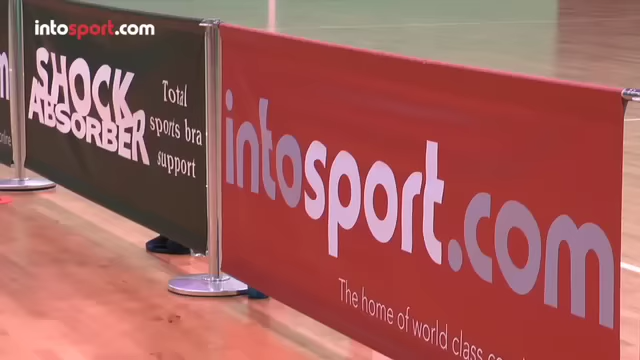 intosport.com
SHOCK
ABSORBER
Total
sports bra
support
intosport.com
The home of world class